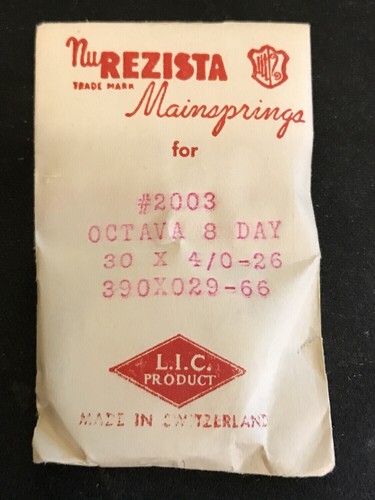 nu REZISTA
TRADE MARK
Mainsprings
for
#2003
OCTAVA 8 DAY
30 X 4/0-26
390X029-66
L.I.C.
PRODUCT
MADE IN SWITZERLAND